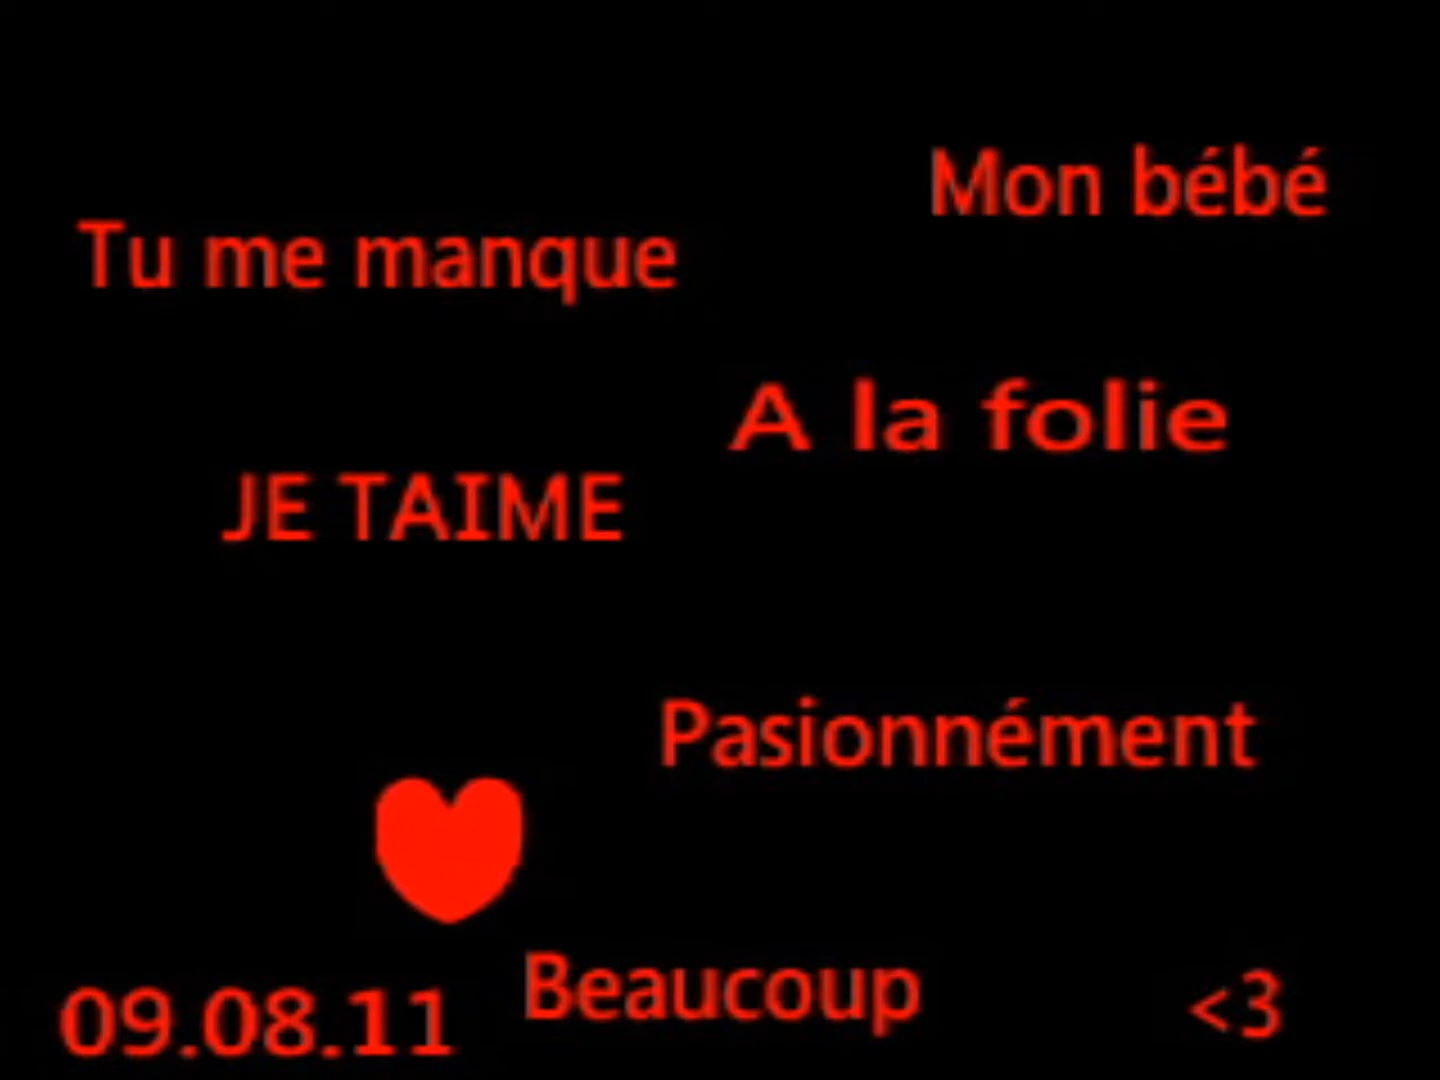 Mon bébé
Tu me manque
A la folie
JE TAIME
Pasionnément
Beaucoup
09.08.11
<3